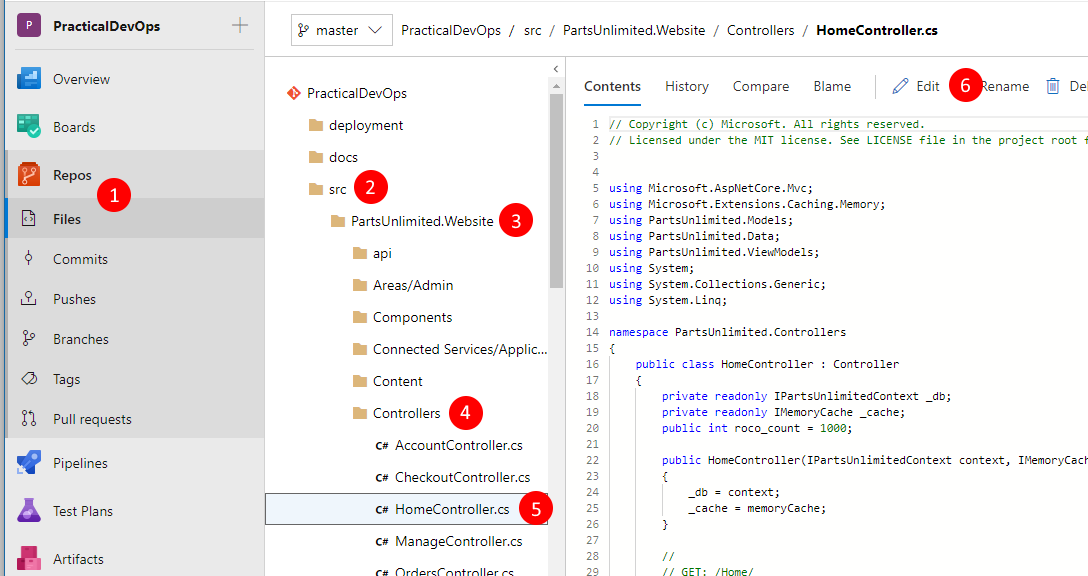 P PracticalDevOps +
Overview
Boards
Repos
1
Files
Commits
Pushes
Branches
Tags
Pull requests
Pipelines
Test Plans
Artifacts
master PracticalDevOps / src / PartsUnlimited.Website / Controllers / HomeController.cs
PracticalDevOps
deployment
docs
src 2
PartsUnlimited.Website 3
api
Areas/Admin
Components
Connected Services/Applic...
Content
Controllers 4
C# AccountController.cs
C# CheckoutController.cs
C# HomeController.cs 5
C# ManageController.cs
C# OrdersController.cs
Contents History Compare Blame Edit 6 Rename Del
1 // Copyright (c) Microsoft. All rights reserved.
2 // Licensed under the MIT license. See LICENSE file in the project root f
3
4
5 using Microsoft.AspNetCore.Mvc;
6 using Microsoft.Extensions.Caching.Memory;
7 using PartsUnlimited.Models;
8 using PartsUnlimited.Data;
9 using PartsUnlimited.ViewModels;
10 using System;
11 using System.Collections.Generic;
12 using System.Linq;
13
14 namespace PartsUnlimited.Controllers
15 {
16 public class HomeController : Controller
17 {
18 private readonly IPartsUnlimitedContext _db;
19 private readonly IMemoryCache _cache;
20 public int roco_count = 1000;
21
22 public HomeController(IPartsUnlimitedContext context, IMemoryCach
23 {
24 _db = context;
25 _cache = memoryCache;
26 }
27
28 //
29 // GET: /Home/